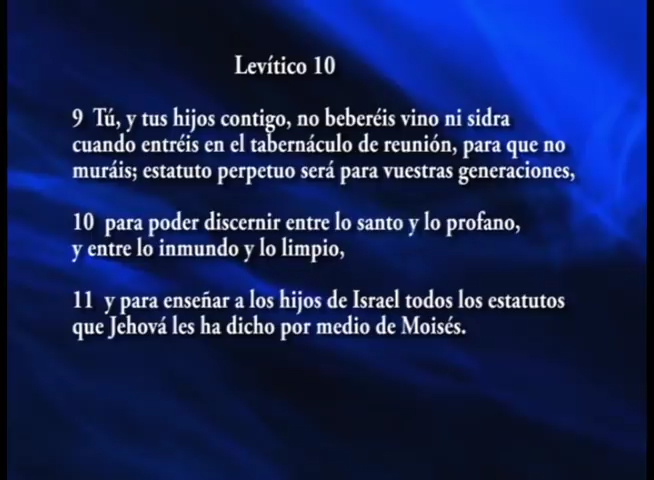 Levítico 10
9 Tú, y tus hijos contigo, no beberéis vino ni sidra
cuando entréis en el tabernáculo de reunión, para que no
muráis; estatuto perpetuo será para vuestras generaciones,
10 para poder discernir entre lo santo y lo profano,
y entre lo inmundo y lo limpio,
11 y para enseñar a los hijos de Israel todos los estatutos
que Jehová les ha dicho por medio de Moisés.